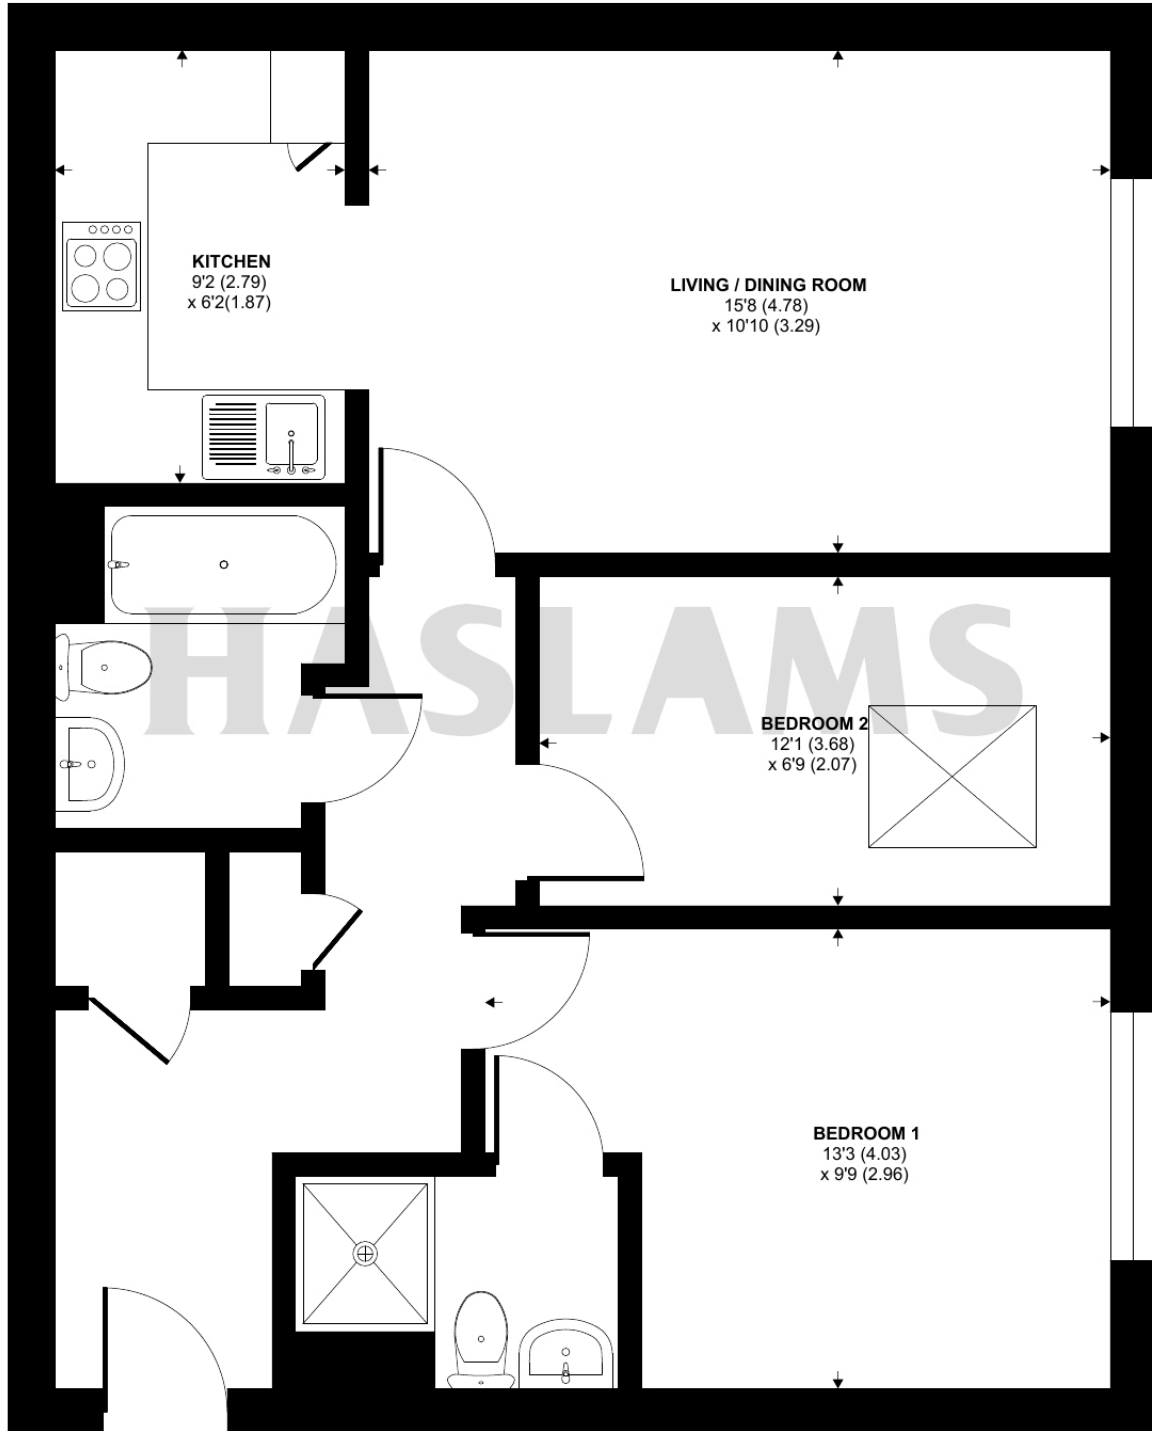 KITCHEN
9'2 (2.79)
x 6'2(1.87)
LIVING / DINING ROOM
15'8 (4.78)
x 10'10 (3.29)
HASLAMS
BEDROOM 2
12'1 (3.68)
x 6'9 (2.07)
BEDROOM 1
13'3 (4.03)
x 9'9 (2.96)